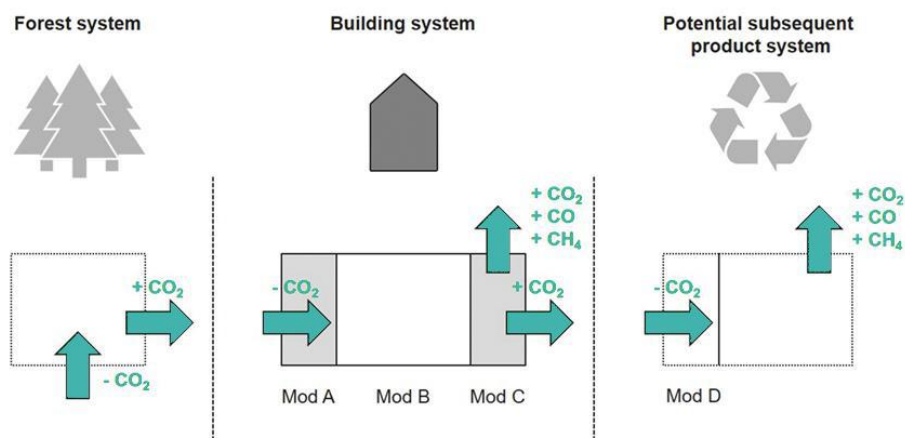 Forest system
Building system
Potential subsequent
product system
+ CO₂
- CO₂
- CO₂
+ CO₂
+ CO
+ CH₄
+ CO₂
Mod A
Mod B
Mod C
- CO₂
+ CO₂
+ CO
+ CH₄
Mod D